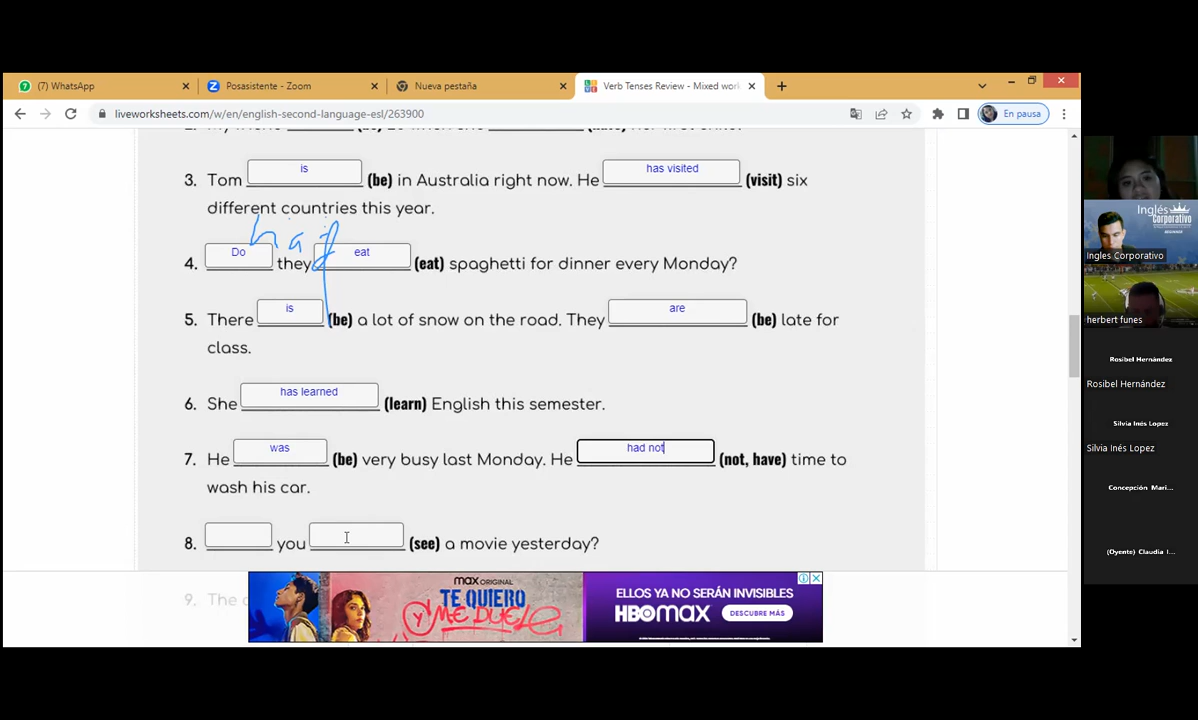 (7) WhatsApp
Posasistente - Zoom
Nueva pestaña
Verb Tenses Review - Mixed wor
liveworksheets.com/w/en/english-second-language-esl/263900
En pausa
3. Tom is (be) in Australia right now. He has visited (visit) six
different countries this year.
had
4. Do they eat (eat) spaghetti for dinner every Monday?
5. There is (be) a lot of snow on the road. They are (be) late for
class.
6. She has learned (learn) English this semester.
7. He was (be) very busy last Monday. He had not (not, have) time to
wash his car.
8. you (see) a movie yesterday?
9. The
max ORIGINAL
TE QUIERO
Y ME DUELE
ELLOS YA NO SERÁN INVISIBLES
HBOmax
DESCUBRE MÁS
Inglés
Corporativo
Ingles Corporativo
herbert funes
Rosibel Hernández
Rosibel Hernández
Silvia Inés Lopez
Silvia Inés Lopez
Concepción Mari...
(Oyente) Claudia I...